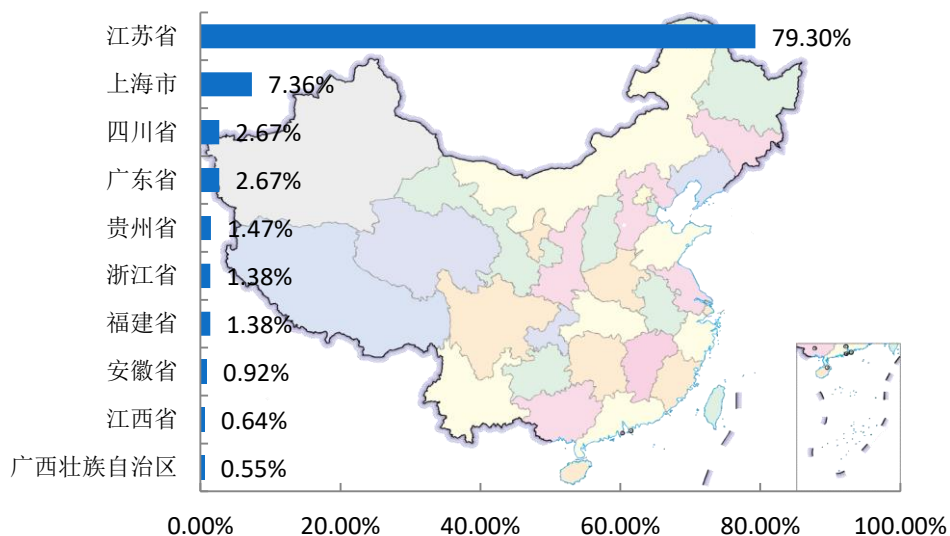 江苏省 79.30%
上海市 7.36%
四川省 2.67%
广东省 2.67%
贵州省 1.47%
浙江省 1.38%
福建省 1.38%
安徽省 0.92%
江西省 0.64%
广西壮族自治区 0.55%
0.00% 20.00% 40.00% 60.00% 80.00% 100.00%